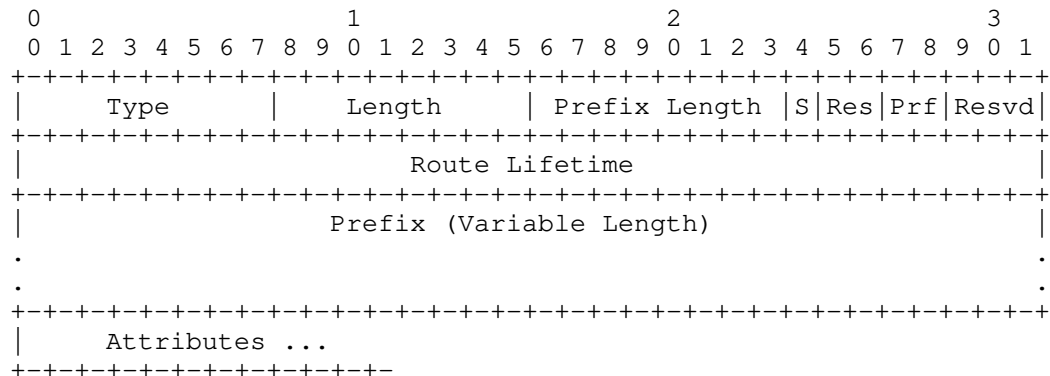 0                   1                   2                   3
 0 1 2 3 4 5 6 7 8 9 0 1 2 3 4 5 6 7 8 9 0 1 2 3 4 5 6 7 8 9 0 1
+-+-+-+-+-+-+-+-+-+-+-+-+-+-+-+-+-+-+-+-+-+-+-+-+-+-+-+-+-+-+-+-+
|     Type      |    Length     | Prefix Length |S|Res|Prf|Resvd|
+-+-+-+-+-+-+-+-+-+-+-+-+-+-+-+-+-+-+-+-+-+-+-+-+-+-+-+-+-+-+-+-+
|                        Route Lifetime                         |
+-+-+-+-+-+-+-+-+-+-+-+-+-+-+-+-+-+-+-+-+-+-+-+-+-+-+-+-+-+-+-+-+
|                   Prefix (Variable Length)                    |
.                                                               .
.                                                               .
+-+-+-+-+-+-+-+-+-+-+-+-+-+-+-+-+-+-+-+-+-+-+-+-+-+-+-+-+-+-+-+-+
|     Attributes ...
+-+-+-+-+-+-+-+-+-+-+-+-